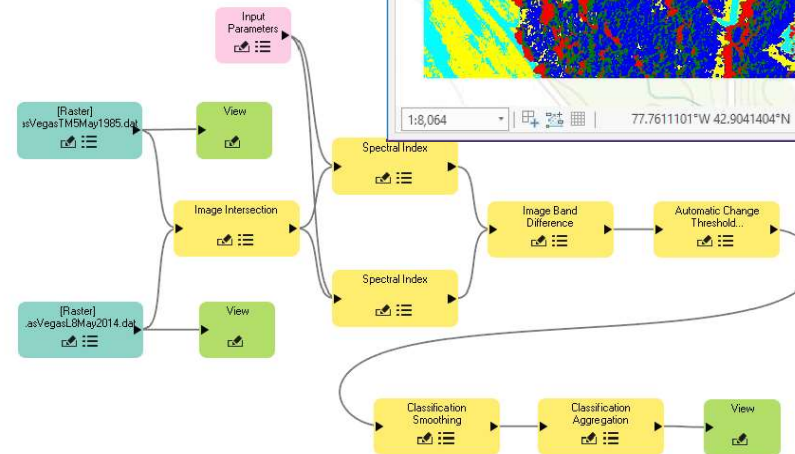 Input
Parameters
[Raster]
sVegasTM5May1985.dat
View
1:8,064
77.7611101°W 42.9041404°N
Spectral Index
Image Intersection
Image Band
Difference
Automatic Change
Threshold...
Spectral Index
[Raster]
.asVegasL8May2014.dat
View
Classification
Smoothing
Classification
Aggregation
View